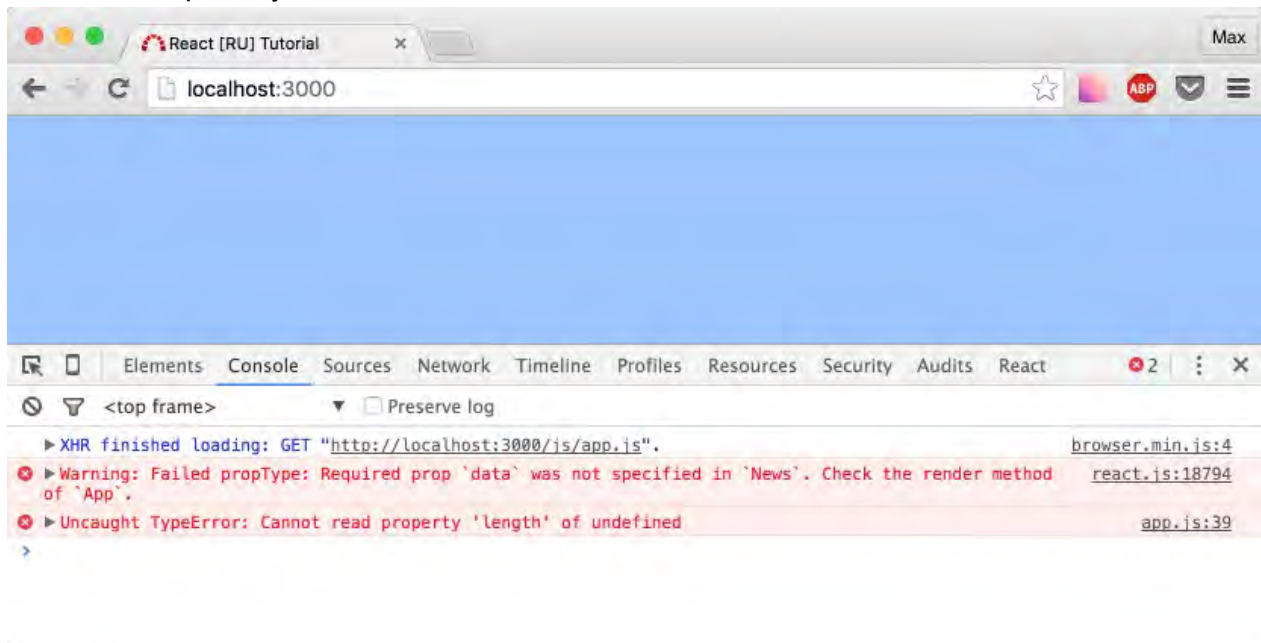 React [RU] Tutorial
Max
localhost:3000
ABP
Elements Console Sources Network Timeline Profiles Resources Security Audits React 2
<top frame> Preserve log
XHR finished loading: GET "http://localhost:3000/js/app.js". browser.min.js:4
Warning: Failed propType: Required prop `data` was not specified in `News`. Check the render method react.js:18794
of `App`.
Uncaught TypeError: Cannot read property 'length' of undefined app.js:39